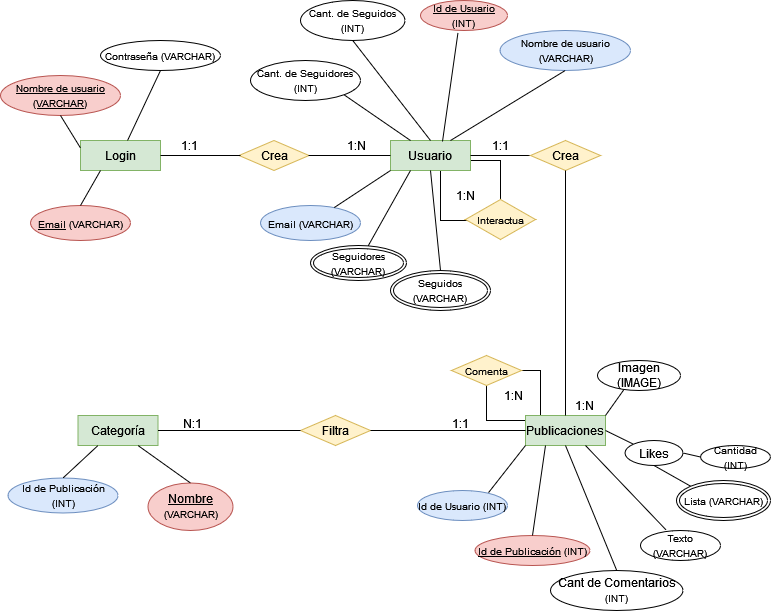 Cant. de Seguidos
(INT)
Id de Usuario
(INT)
Nombre de usuario
(VARCHAR)
Contraseña (VARCHAR)
Cant. de Seguidores
(INT)
Nombre de usuario
(VARCHAR)
Login
1:1
Crea
1:N
Usuario
1:1
Crea
1:N
Interactua
Email (VARCHAR)
Email (VARCHAR)
Seguidores
(VARCHAR)
Seguidos
(VARCHAR)
Comenta
1:N
Imagen
(IMAGE)
1:N
Categoría
N:1
Filtra
1:1
Publicaciones
Likes
Cantidad
(INT)
Lista (VARCHAR)
Id de Publicación
(INT)
Nombre
(VARCHAR)
Id de Usuario (INT)
Texto
(VARCHAR)
Id de Publicación (INT)
Cant de Comentarios
(INT)